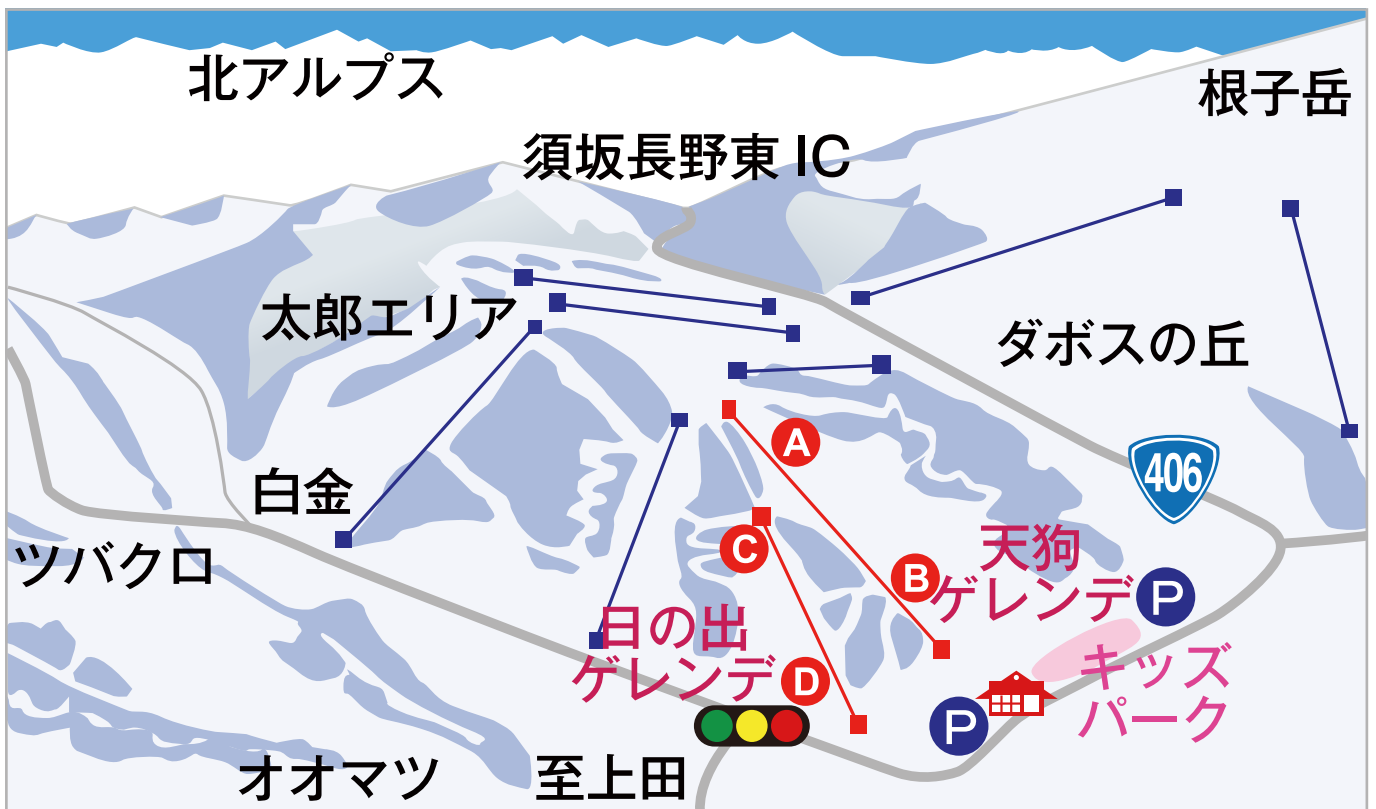 北アルプス
根子岳
須坂長野東 IC
太郎エリア
ダボスの丘
A
406
白金
ツバクロ
C
B
天狗
ゲレンデ
P
日の出
ゲレンデ
D
キッズ
パーク
P
オオマツ
至上田